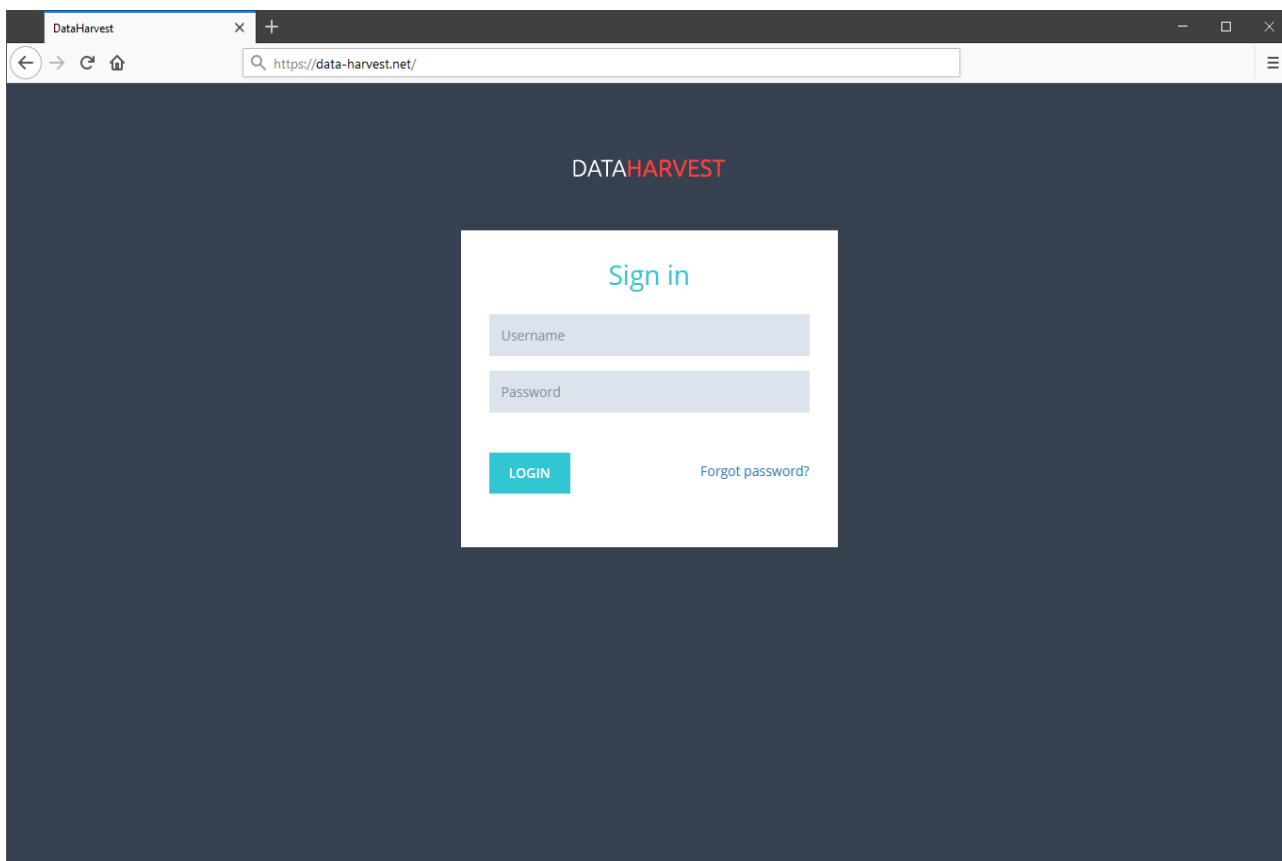 DataHarvest
https://data-harvest.net/
DATAHARVEST
Sign in
Username
Password
LOGIN
Forgot password?